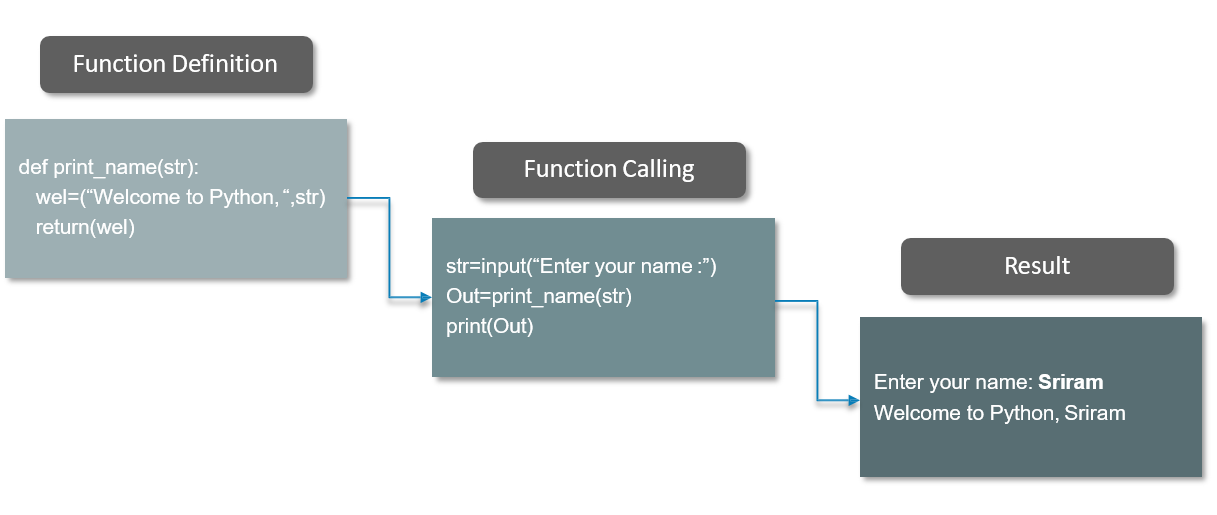 Function Definition
def print_name(str):
wel=(“Welcome to Python, “,str)
return(wel)
Function Calling
str=input(“Enter your name :”)
Out=print_name(str)
print(Out)
Result
Enter your name: Sriram
Welcome to Python, Sriram